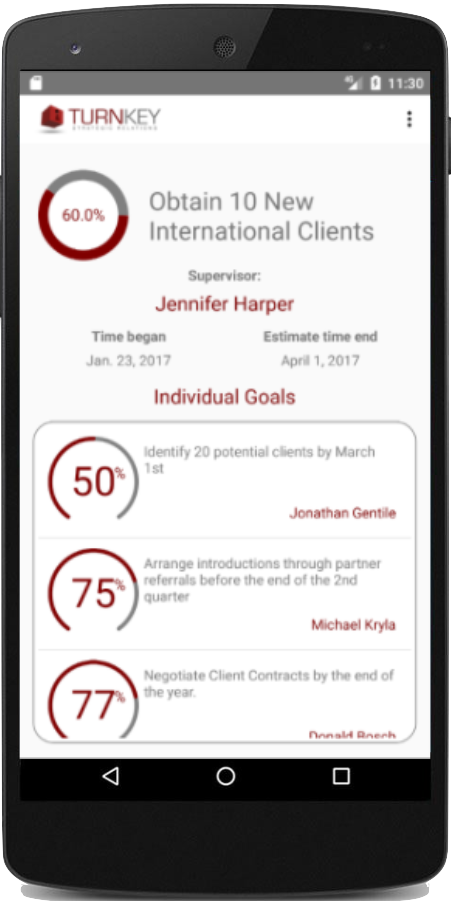 4G 11:30
TURNKEY
STRATEGIC SOLUTIONS
60.0%
Obtain 10 New
International Clients
Supervisor:
Jennifer Harper
Time began
Estimate time end
Jan. 23, 2017
April 1, 2017
Individual Goals
50%
Identify 20 potential clients by March
1st
Jonathan Gentile
75%
Arrange introductions through partner
referrals before the end of the 2nd
quarter
Michael Kryla
77%
Negotiate Client Contracts by the end of
the year.
Donald Bosch